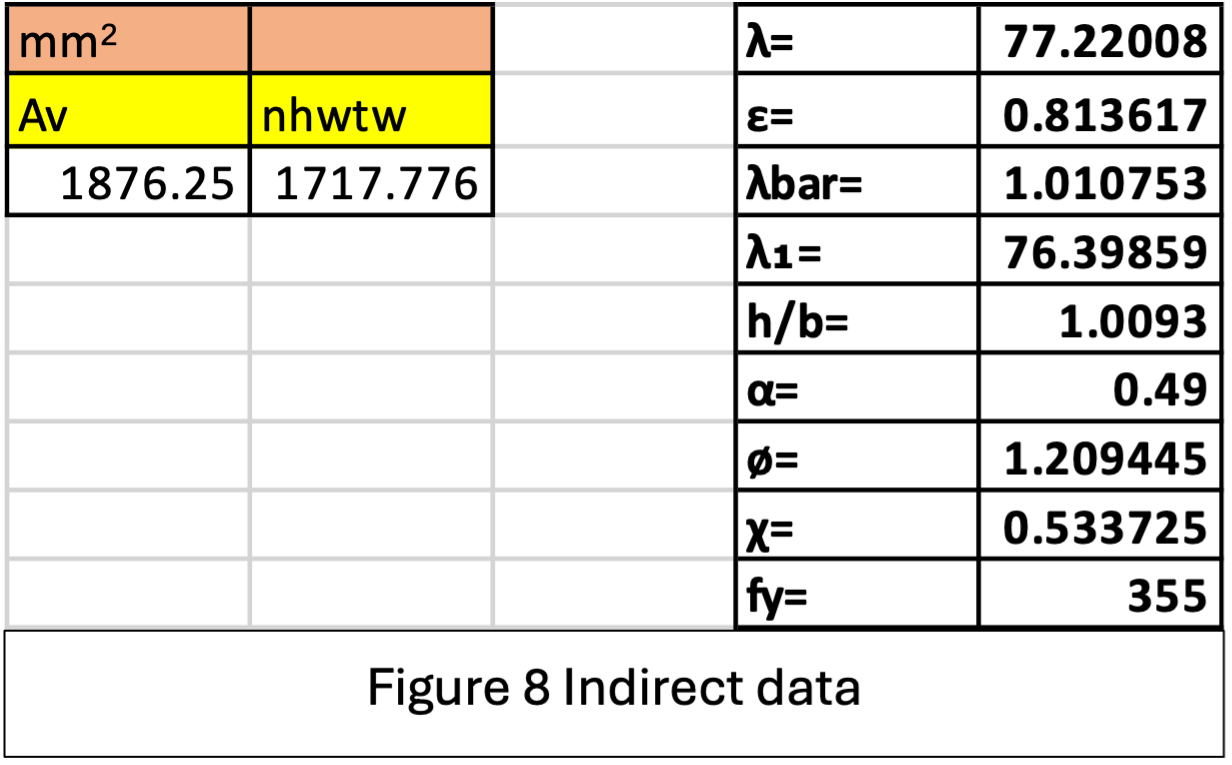 mm² λ= 77.22008
Av nhwtw ε= 0.813617
1876.25 1717.776 λbar= 1.010753
λ₁= 76.39859
h/b= 1.0093
α= 0.49
ø= 1.209445
χ= 0.533725
fy= 355
Figure 8 Indirect data